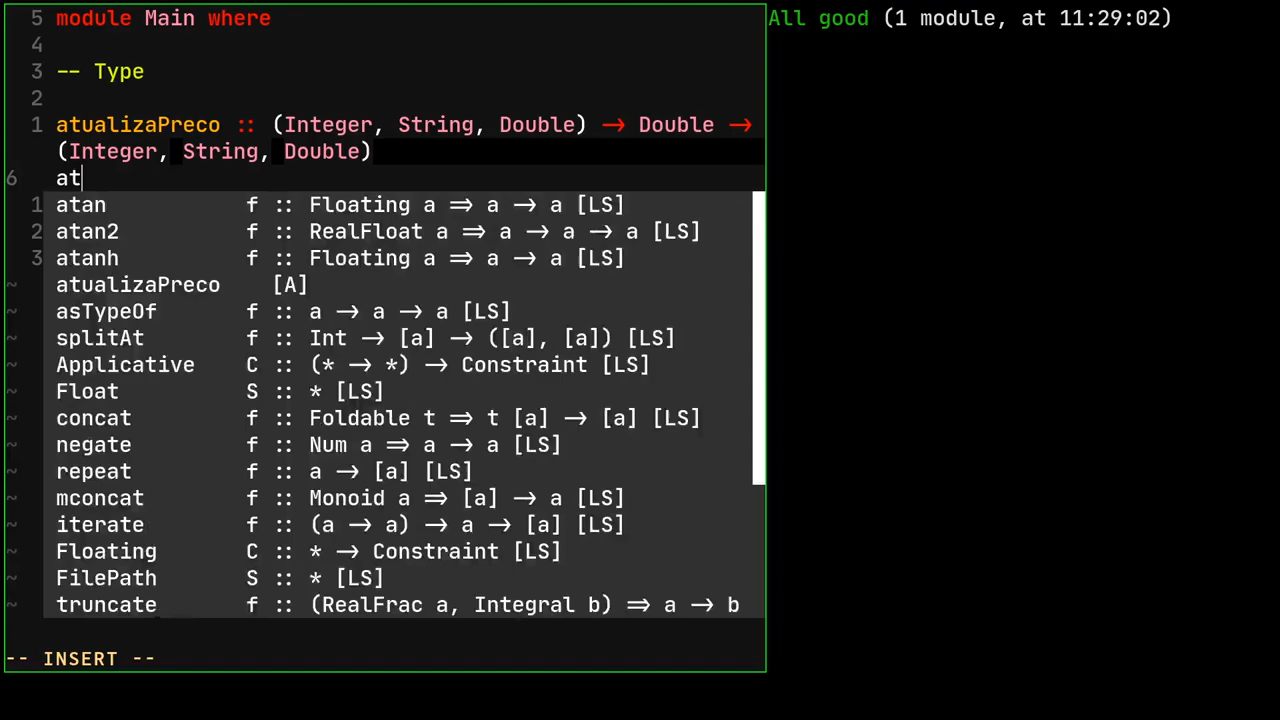 5 module Main where All good (1 module, at 11:29:02)
4
3 -- Type
2
1 atualizaPreco :: (Integer, String, Double) -> Double ->
(Integer, String, Double)
6 at
1 atan f :: Floating a => a -> a [LS]
2 atan2 f :: RealFloat a => a -> a -> a [LS]
3 atanh f :: Floating a => a -> a [LS]
~ atualizaPreco [A]
~ asTypeOf f :: a -> a -> a [LS]
~ splitAt f :: Int -> [a] -> ([a], [a]) [LS]
~ Applicative C :: (* -> *) -> Constraint [LS]
~ Float S :: * [LS]
~ concat f :: Foldable t => t [a] -> [a] [LS]
~ negate f :: Num a => a -> a [LS]
~ repeat f :: a -> [a] [LS]
~ mconcat f :: Monoid a => [a] -> a [LS]
~ iterate f :: (a -> a) -> a -> [a] [LS]
~ Floating C :: * -> Constraint [LS]
~ FilePath S :: * [LS]
~ truncate f :: (RealFrac a, Integral b) => a -> b
-- INSERT --